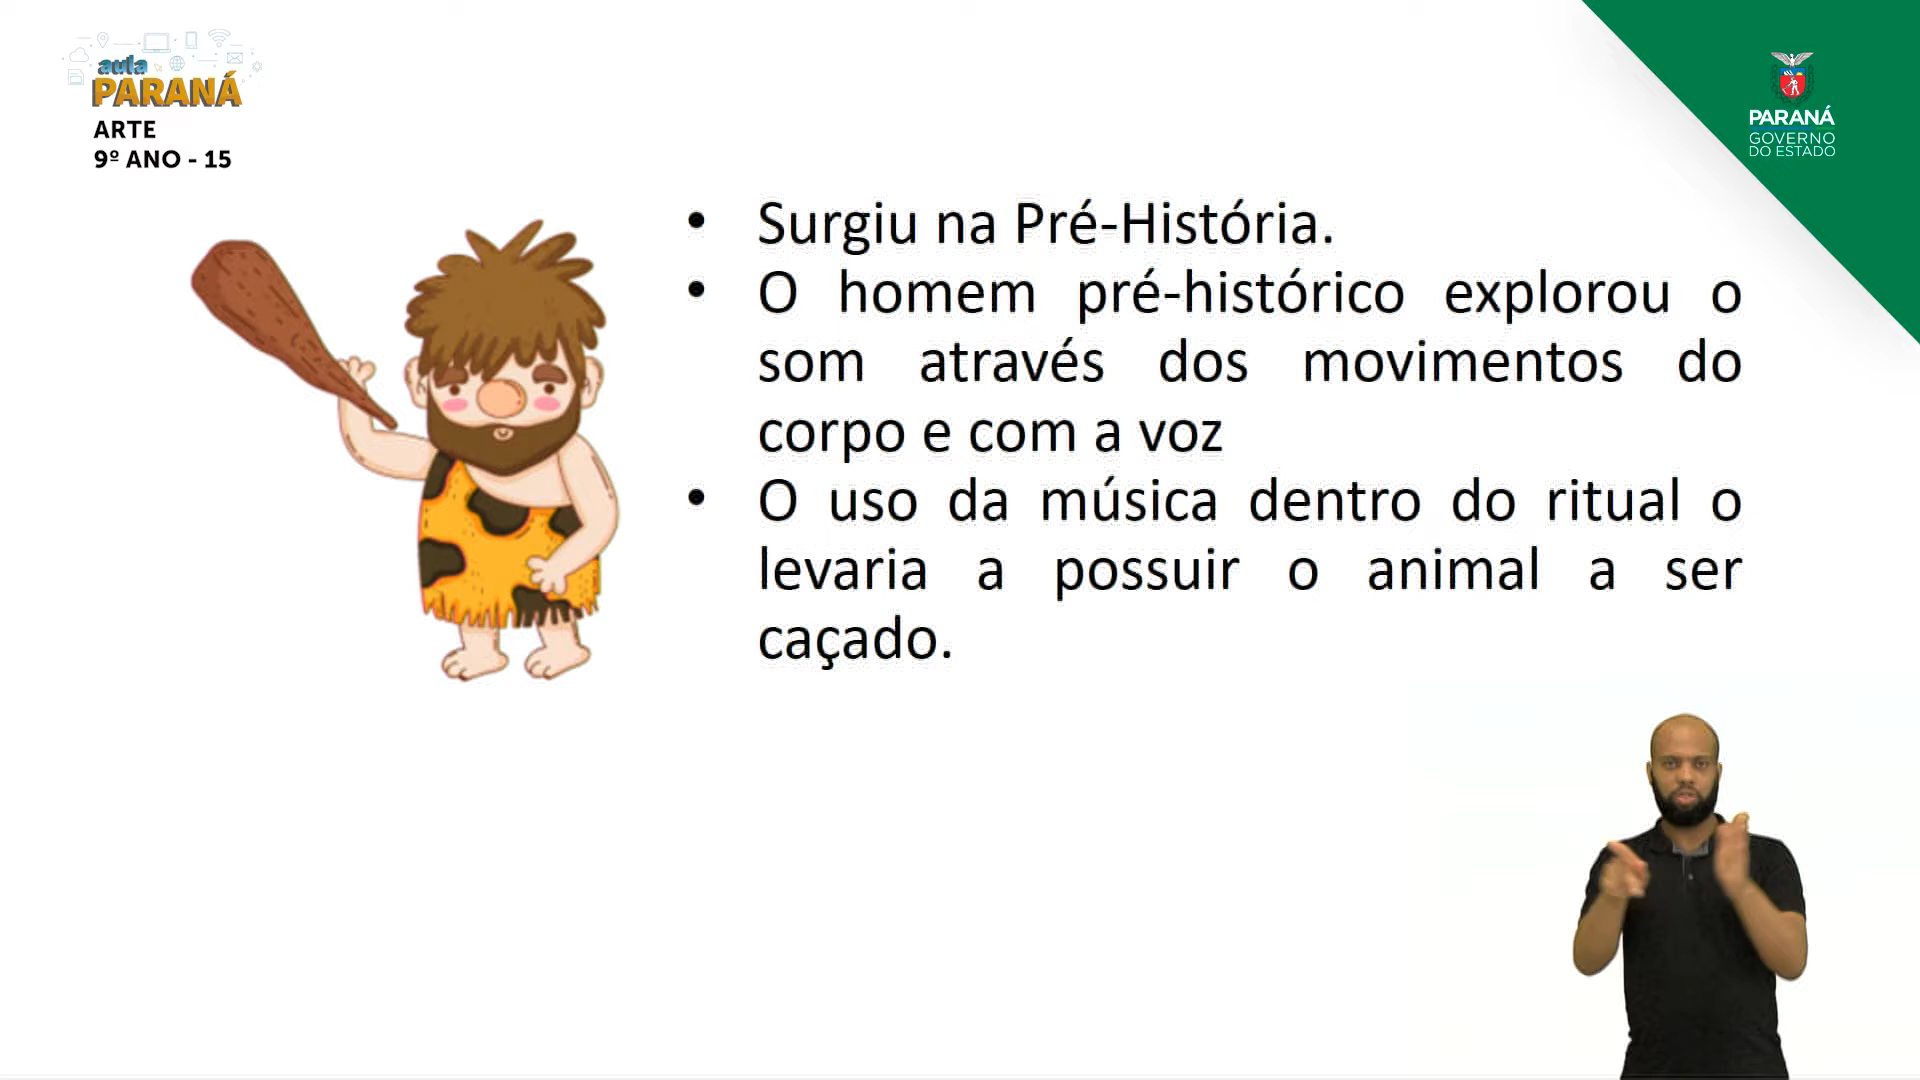 aula
PARANÁ
ARTE
9º ANO - 15
PARANÁ
GOVERNO
DO ESTADO
• Surgiu na Pré-História.
• O homem pré-histórico explorou o
som através dos movimentos do
corpo e com a voz
• O uso da música dentro do ritual o
levaria a possuir o animal a ser
caçado.